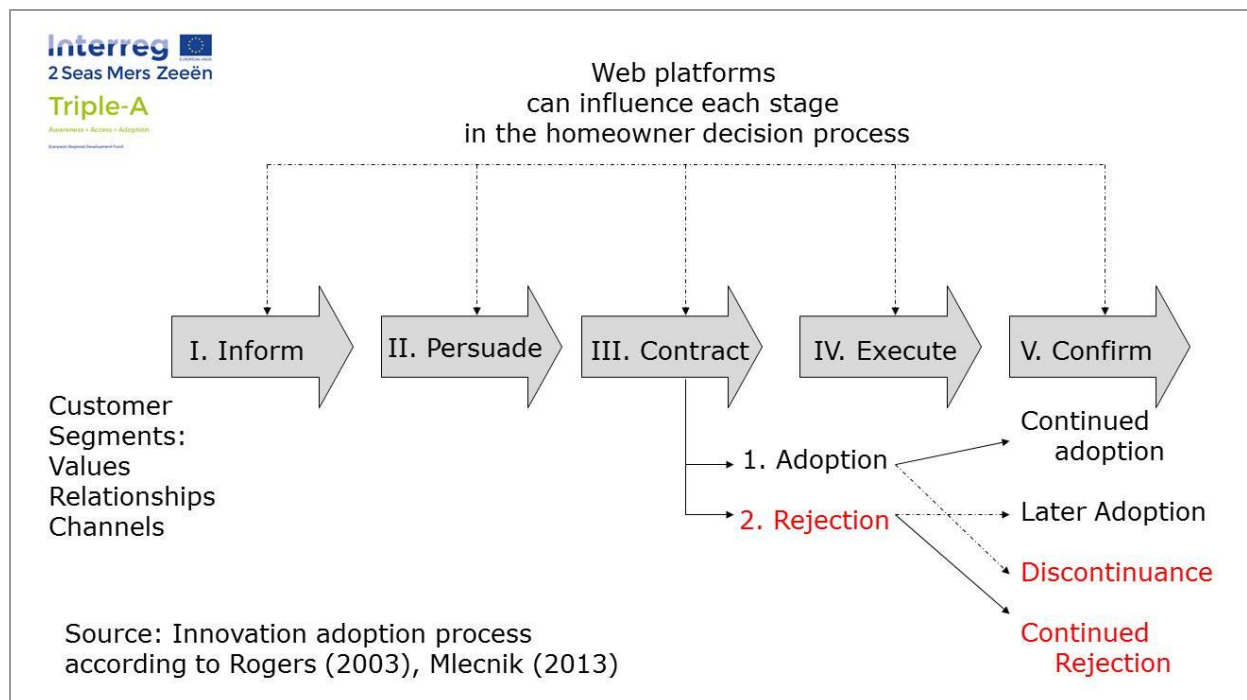 Interreg
EUROPEAN UNION
2 Seas Mers Zeeën
Triple-A
Awareness • Access • Adoption
European Regional Development Fund
Web platforms
can influence each stage
in the homeowner decision process
I. Inform
II. Persuade
III. Contract
IV. Execute
V. Confirm
Customer
Segments:
Values
Relationships
Channels
1. Adoption
2. Rejection
Continued
adoption
Later Adoption
Discontinuance
Continued
Rejection
Source: Innovation adoption process
according to Rogers (2003), Mlecnik (2013)